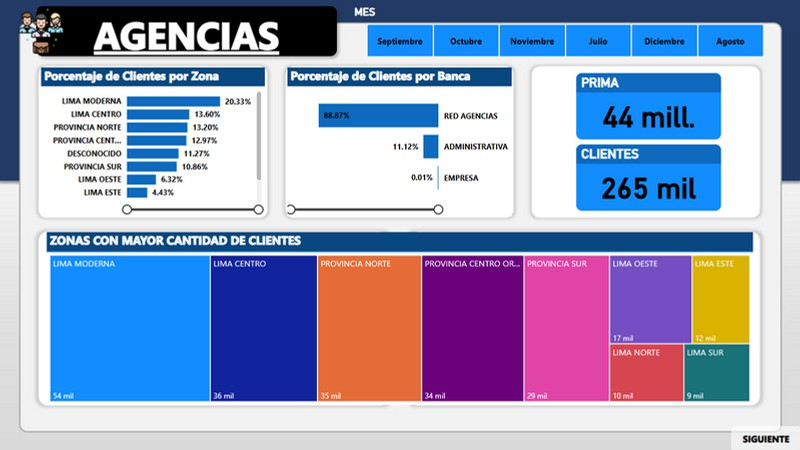 MES
AGENCIAS
Septiembre
Octubre
Noviembre
Julio
Diciembre
Agosto
Porcentaje de Clientes por Zona
LIMA MODERNA 20.33%
LIMA CENTRO 13.60%
PROVINCIA NORTE 13.20%
PROVINCIA CENT... 12.97%
DESCONOCIDO 11.27%
PROVINCIA SUR 10.86%
LIMA OESTE 6.32%
LIMA ESTE 4.43%
Porcentaje de Clientes por Banca
88.87% RED AGENCIAS
11.12% ADMINISTRATIVA
0.01% EMPRESA
PRIMA
44 mill.
CLIENTES
265 mil
ZONAS CON MAYOR CANTIDAD DE CLIENTES
LIMA MODERNA
54 mil
LIMA CENTRO
36 mil
PROVINCIA NORTE
35 mil
PROVINCIA CENTRO OR...
34 mil
PROVINCIA SUR
29 mil
LIMA OESTE
17 mil
LIMA ESTE
12 mil
LIMA NORTE
10 mil
LIMA SUR
9 mil
SIGUIENTE